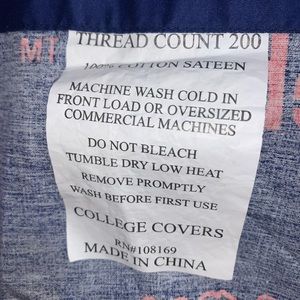 THREAD COUNT 200
100% COTTON SATEEN
MACHINE WASH COLD IN
FRONT LOAD OR OVERSIZED
COMMERCIAL MACHINES
DO NOT BLEACH
TUMBLE DRY LOW HEAT
REMOVE PROMPTLY
WASH BEFORE FIRST USE
COLLEGE COVERS
RN#108169
MADE IN CHINA